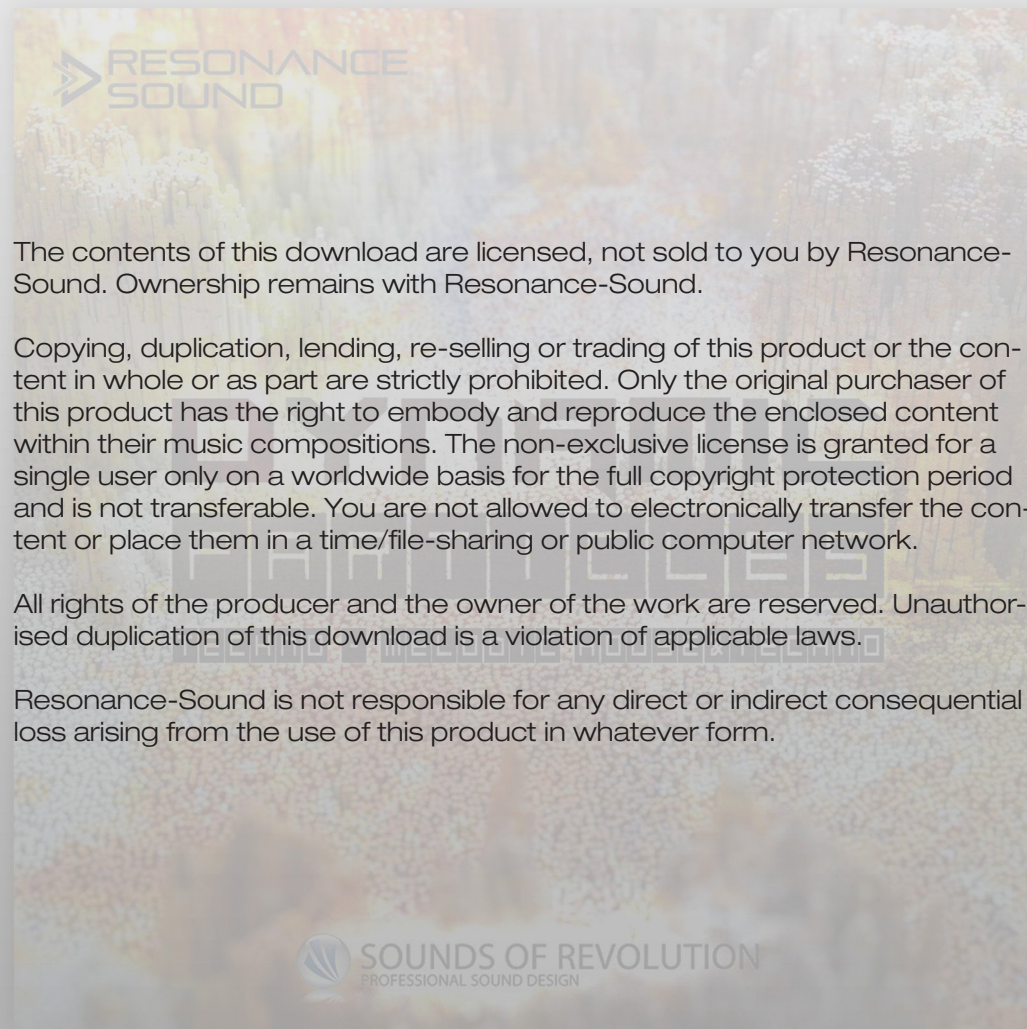 RESONANCE
SOUND
The contents of this download are licensed, not sold to you by Resonance-
Sound. Ownership remains with Resonance-Sound.
Copying, duplication, lending, re-selling or trading of this product or the con-
tent in whole or as part are strictly prohibited. Only the original purchaser of
this product has the right to embody and reproduce the enclosed content
within their music compositions. The non-exclusive license is granted for a
single user only on a worldwide basis for the full copyright protection period
and is not transferable. You are not allowed to electronically transfer the con-
tent or place them in a time/file-sharing or public computer network.
PARTICLES
All rights of the producer and the owner of the work are reserved. Unauthor-
ised duplication of this download is a violation of applicable laws.
TECHNO & MELODIC HOUSE X TECHNO
Resonance-Sound is not responsible for any direct or indirect consequential
loss arising from the use of this product in whatever form.
SOUNDS OF REVOLUTION
PROFESSIONAL SOUND DESIGN